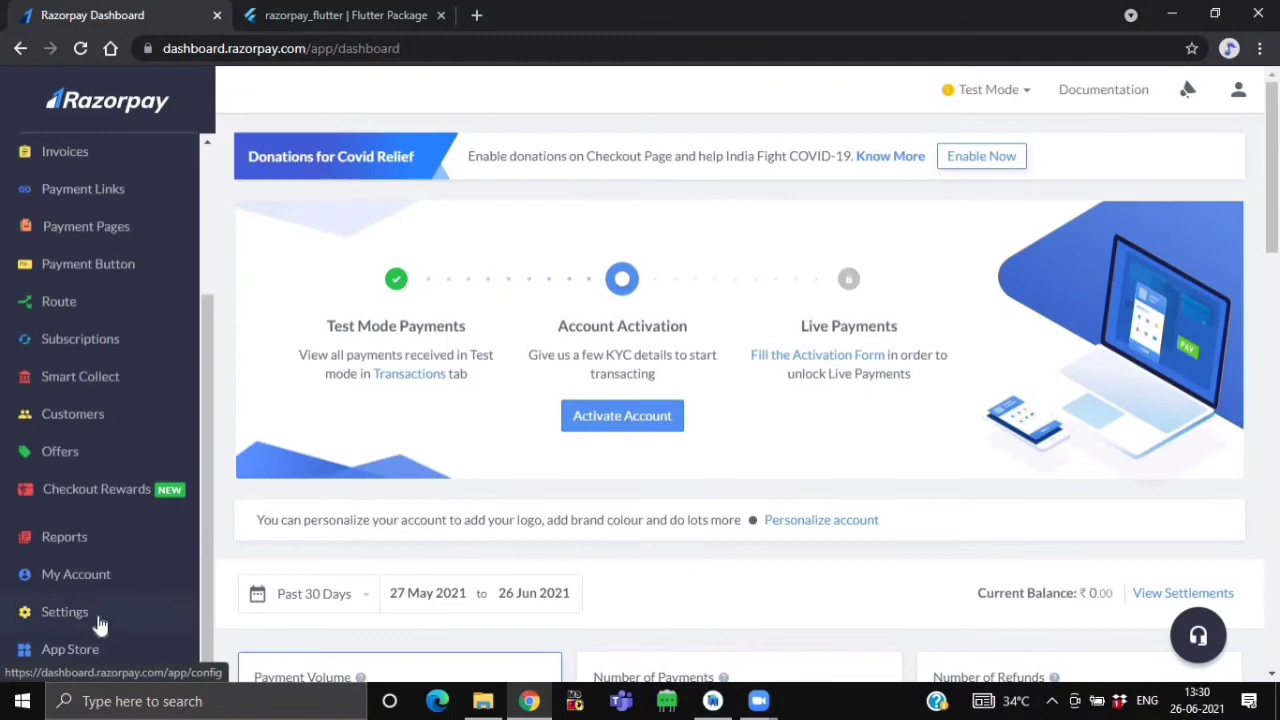 Razorpay Dashboard
razorpay_flutter | Flutter Package
dashboard.razorpay.com/app/dashboard
Razorpay
Invoices
Payment Links
Payment Pages
Payment Button
Route
Subscriptions
Smart Collect
Customers
Offers
Checkout Rewards NEW
Reports
My Account
Settings
App Store
https://dashboard.razorpay.com/app/config
Test Mode
Documentation
Donations for Covid Relief
Enable donations on Checkout Page and help India Fight COVID-19. Know More
Enable Now
Test Mode Payments
View all payments received in Test
mode in Transactions tab
Account Activation
Give us a few KYC details to start
transacting
Activate Account
Live Payments
Fill the Activation Form in order to
unlock Live Payments
PAY
You can personalize your account to add your logo, add brand colour and do lots more ● Personalize account
Past 30 Days
27 May 2021 to 26 Jun 2021
Current Balance: ₹ 0.00
View Settlements
Payment Volume
Number of Payments
Number of Refunds
Type here to search
34°C
ENG
13:30
26-06-2021